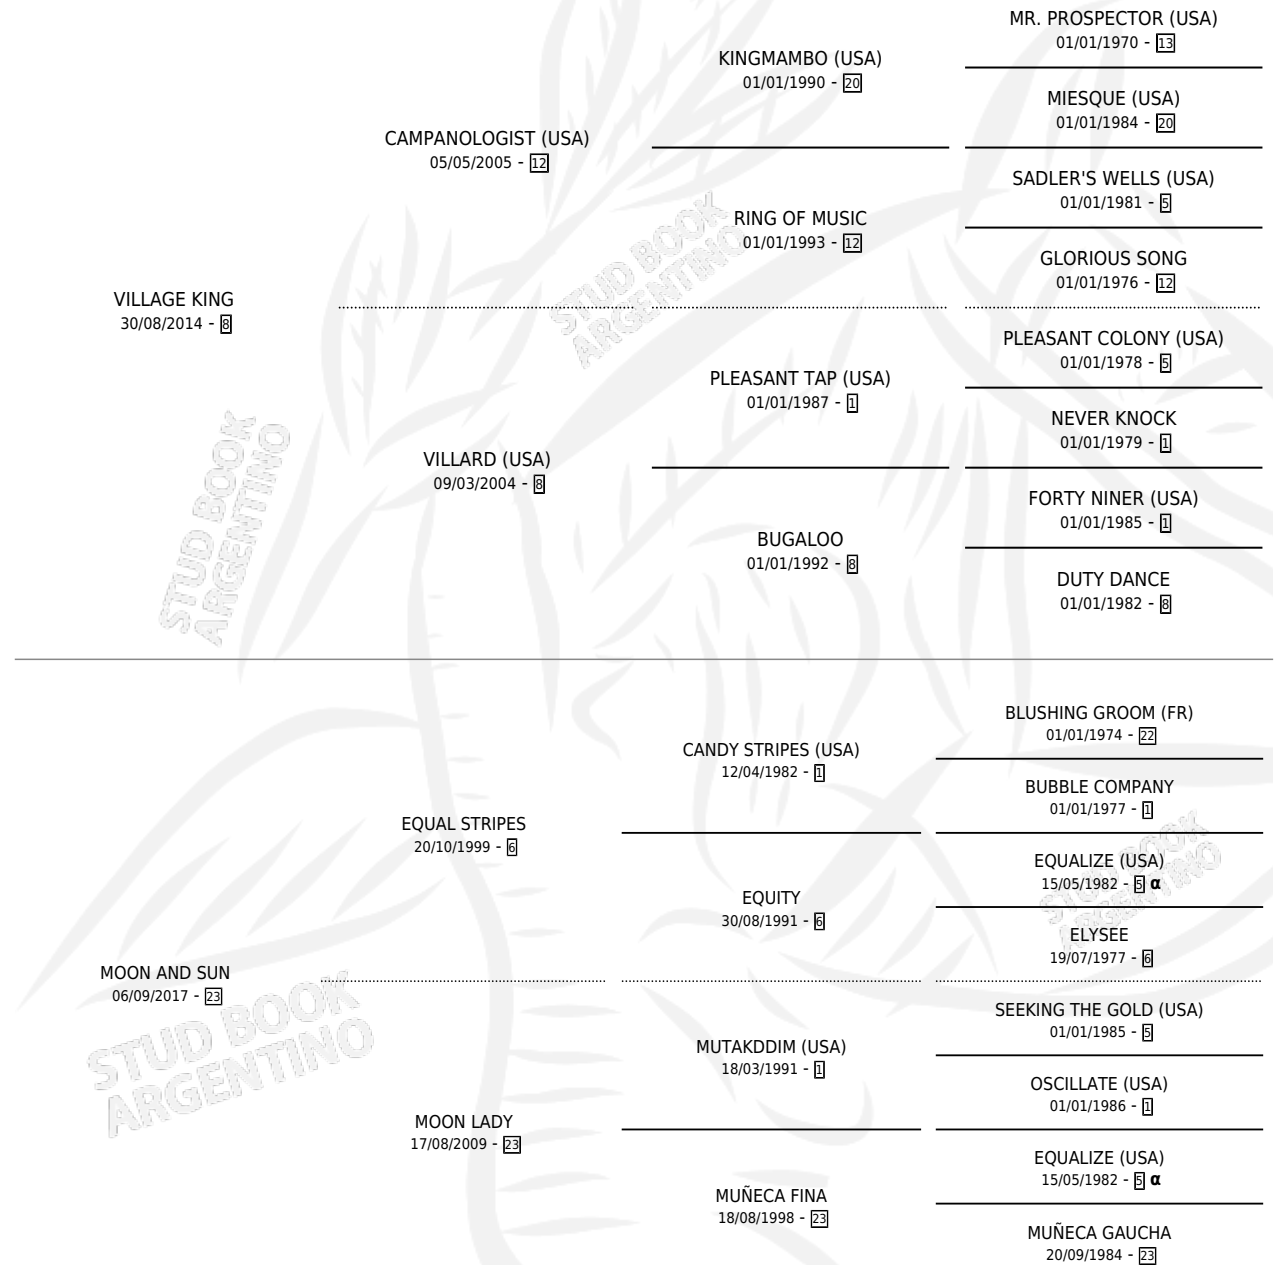 MR. PROSPECTOR (USA)
01/01/1970 - 13
KINGMAMBO (USA)
01/01/1990 - 20
MIESQUE (USA)
01/01/1984 - 20
CAMPANOLOGIST (USA)
05/05/2005 - 12
SADLER'S WELLS (USA)
01/01/1981 - 5
RING OF MUSIC
01/01/1993 - 12
GLORIOUS SONG
01/01/1976 - 12
VILLAGE KING
30/08/2014 - 8
PLEASANT COLONY (USA)
01/01/1978 - 5
PLEASANT TAP (USA)
01/01/1987 - 1
NEVER KNOCK
01/01/1979 - 1
VILLARD (USA)
09/03/2004 - 8
FORTY NINER (USA)
01/01/1985 - 1
BUGALOO
01/01/1992 - 8
DUTY DANCE
01/01/1982 - 8
BLUSHING GROOM (FR)
01/01/1974 - 22
CANDY STRIPES (USA)
12/04/1982 - 1
BUBBLE COMPANY
01/01/1977 - 1
EQUAL STRIPES
20/10/1999 - 6
EQUALIZE (USA)
15/05/1982 - 5 α
EQUITY
30/08/1991 - 6
ELYSEE
19/07/1977 - 6
MOON AND SUN
06/09/2017 - 23
SEEKING THE GOLD (USA)
01/01/1985 - 5
MUTAKDDIM (USA)
18/03/1991 - 1
OSCILLATE (USA)
01/01/1986 - 1
MOON LADY
17/08/2009 - 23
EQUALIZE (USA)
15/05/1982 - 5 α
MUÑECA FINA
18/08/1998 - 23
MUÑECA GAUCHA
20/09/1984 - 23
STUD BOOK
ARGENTINO
STUD BOOK
ARGENTINO
STUD BOOK
ARGENTINO
STUD BOOK
ARGENTINO